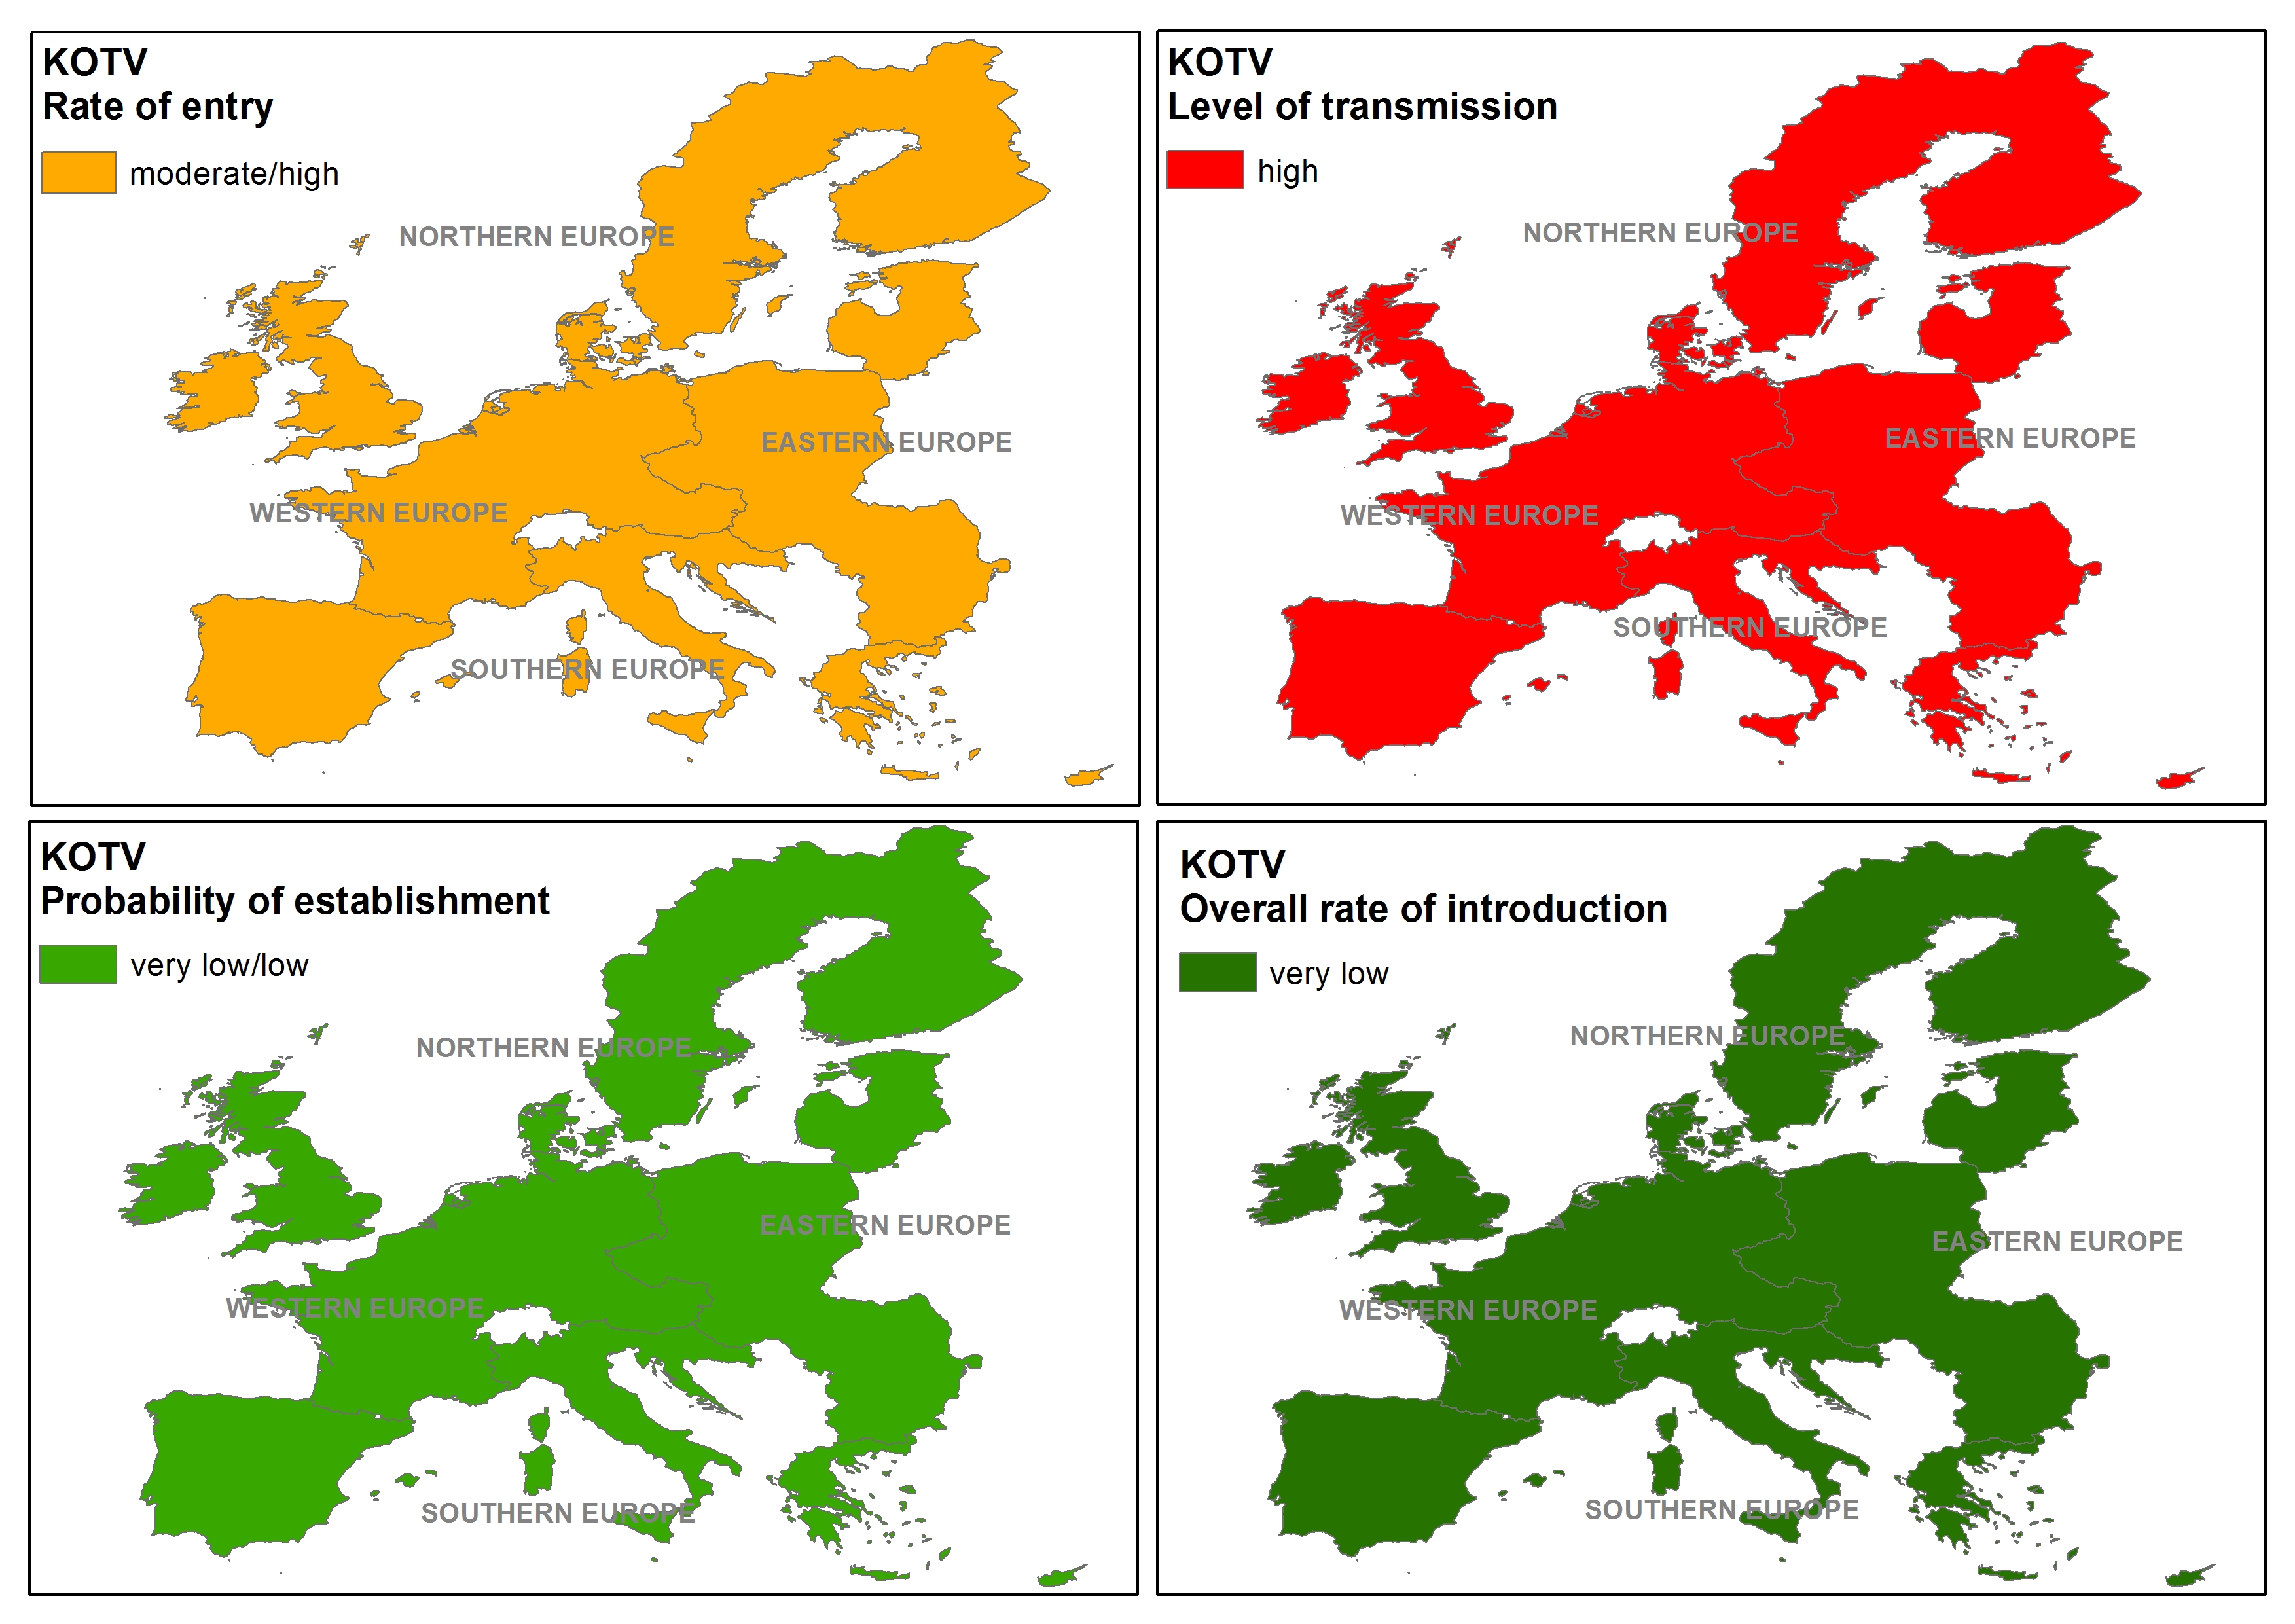 KOTV
Rate of entry
moderate/high
NORTHERN EUROPE
EASTERN EUROPE
WESTERN EUROPE
SOUTHERN EUROPE
KOTV
Level of transmission
high
NORTHERN EUROPE
EASTERN EUROPE
WESTERN EUROPE
SOUTHERN EUROPE
KOTV
Probability of establishment
very low/low
NORTHERN EUROPE
EASTERN EUROPE
WESTERN EUROPE
SOUTHERN EUROPE
KOTV
Overall rate of introduction
very low
NORTHERN EUROPE
EASTERN EUROPE
WESTERN EUROPE
SOUTHERN EUROPE